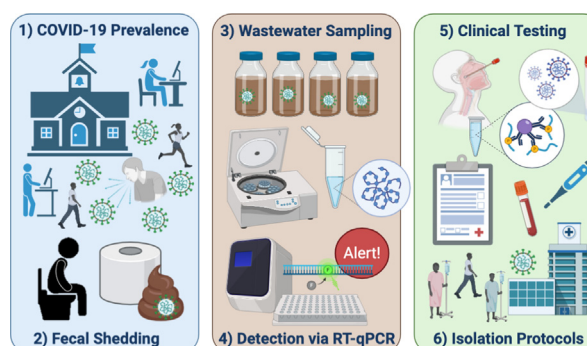 1) COVID-19 Prevalence
2) Fecal Shedding
3) Wastewater Sampling
Alert!
4) Detection via RT-qPCR
5) Clinical Testing
6) Isolation Protocols